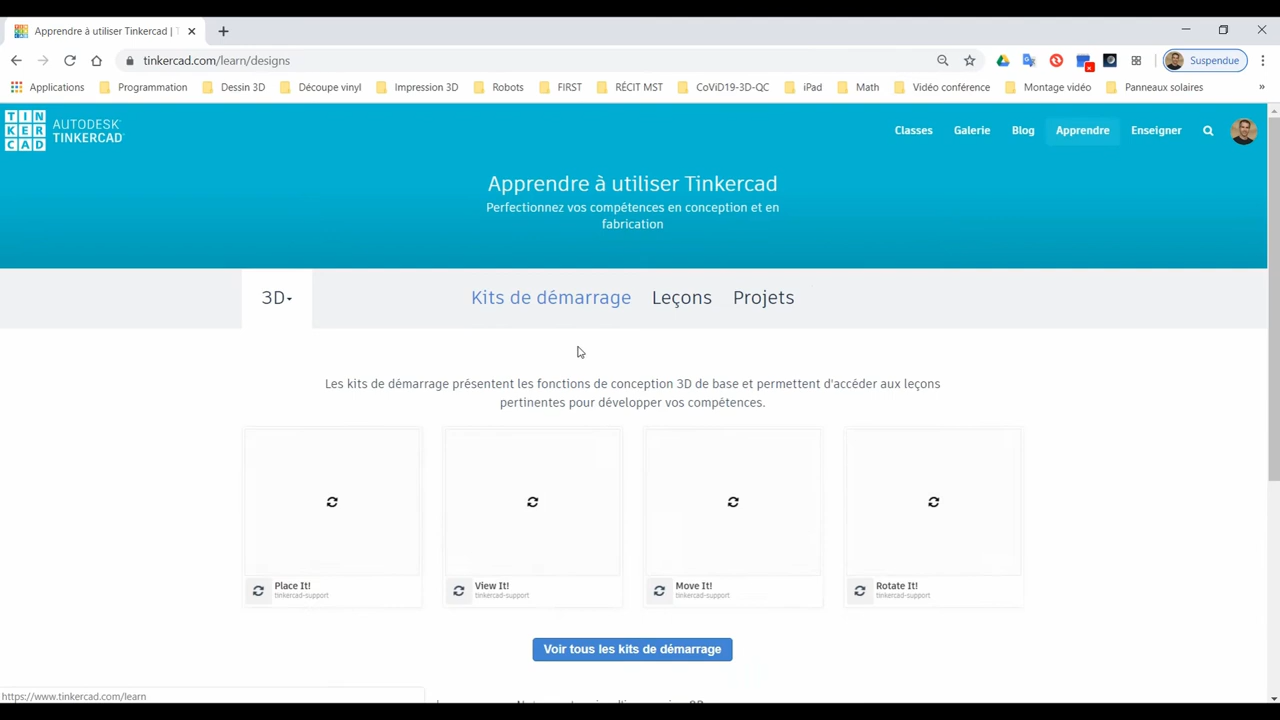 Apprendre à utiliser Tinkercad |
tinkercad.com/learn/designs
Suspendue
Applications
Programmation
Dessin 3D
Découpe vinyl
Impression 3D
Robots
FIRST
RÉCIT MST
CoViD19-3D-QC
iPad
Math
Vidéo conférence
Montage vidéo
Panneaux solaires
»
TIN
KER
CAD
AUTODESK
TINKERCAD
Classes
Galerie
Blog
Apprendre
Enseigner
Apprendre à utiliser Tinkercad
Perfectionnez vos compétences en conception et en
fabrication
3D
Kits de démarrage
Leçons
Projets
Les kits de démarrage présentent les fonctions de conception 3D de base et permettent d'accéder aux leçons
pertinentes pour développer vos compétences.
Place It!
tinkercad-support
View It!
tinkercad-support
Move It!
tinkercad-support
Rotate It!
tinkercad-support
Voir tous les kits de démarrage
https://www.tinkercad.com/learn